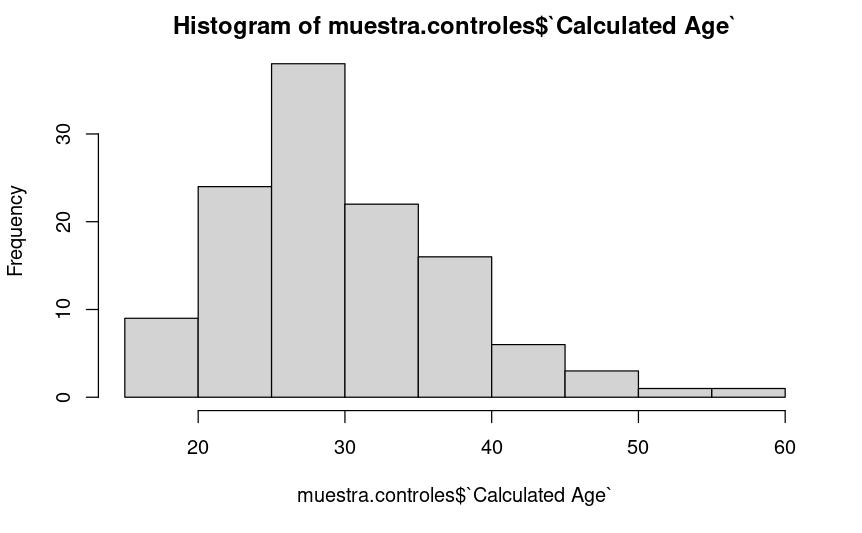 Histogram of muestra.controles$`Calculated Age`
Frequency
30
20
10
0
20 30 40 50 60
muestra.controles$`Calculated Age`